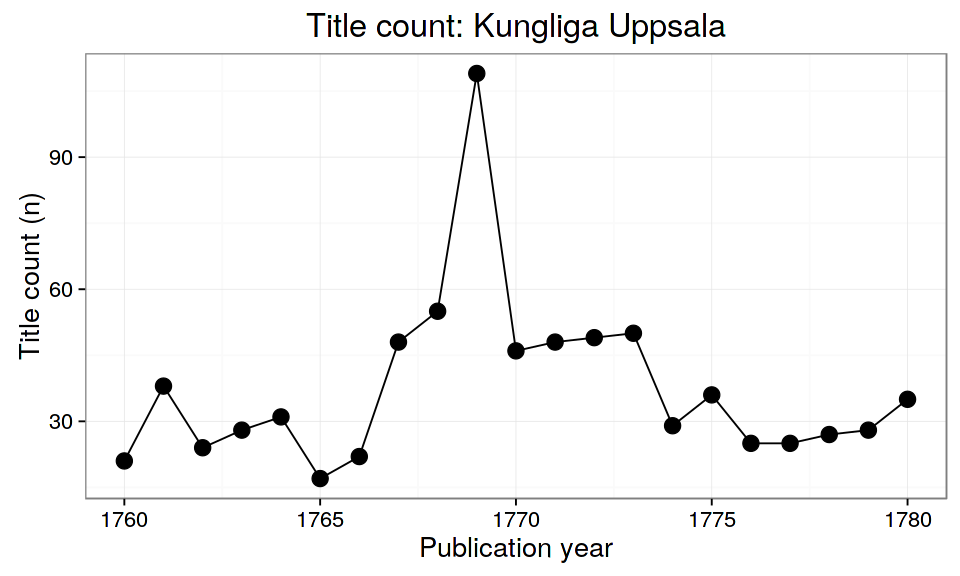 Title count: Kungliga Uppsala
Title count (n)
90
60
30
1760 1765 1770 1775 1780
Publication year